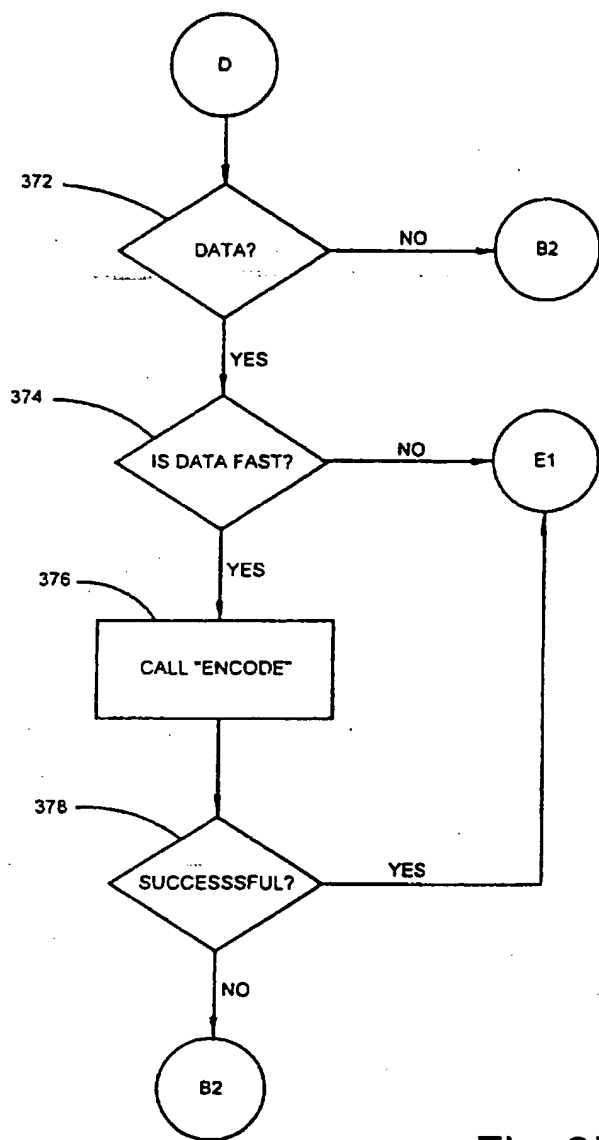 D
372
DATA?
NO
B2
YES
374
IS DATA FAST?
NO
E1
YES
376
CALL "ENCODE"
378
SUCCESSSFUL?
YES
NO
B2